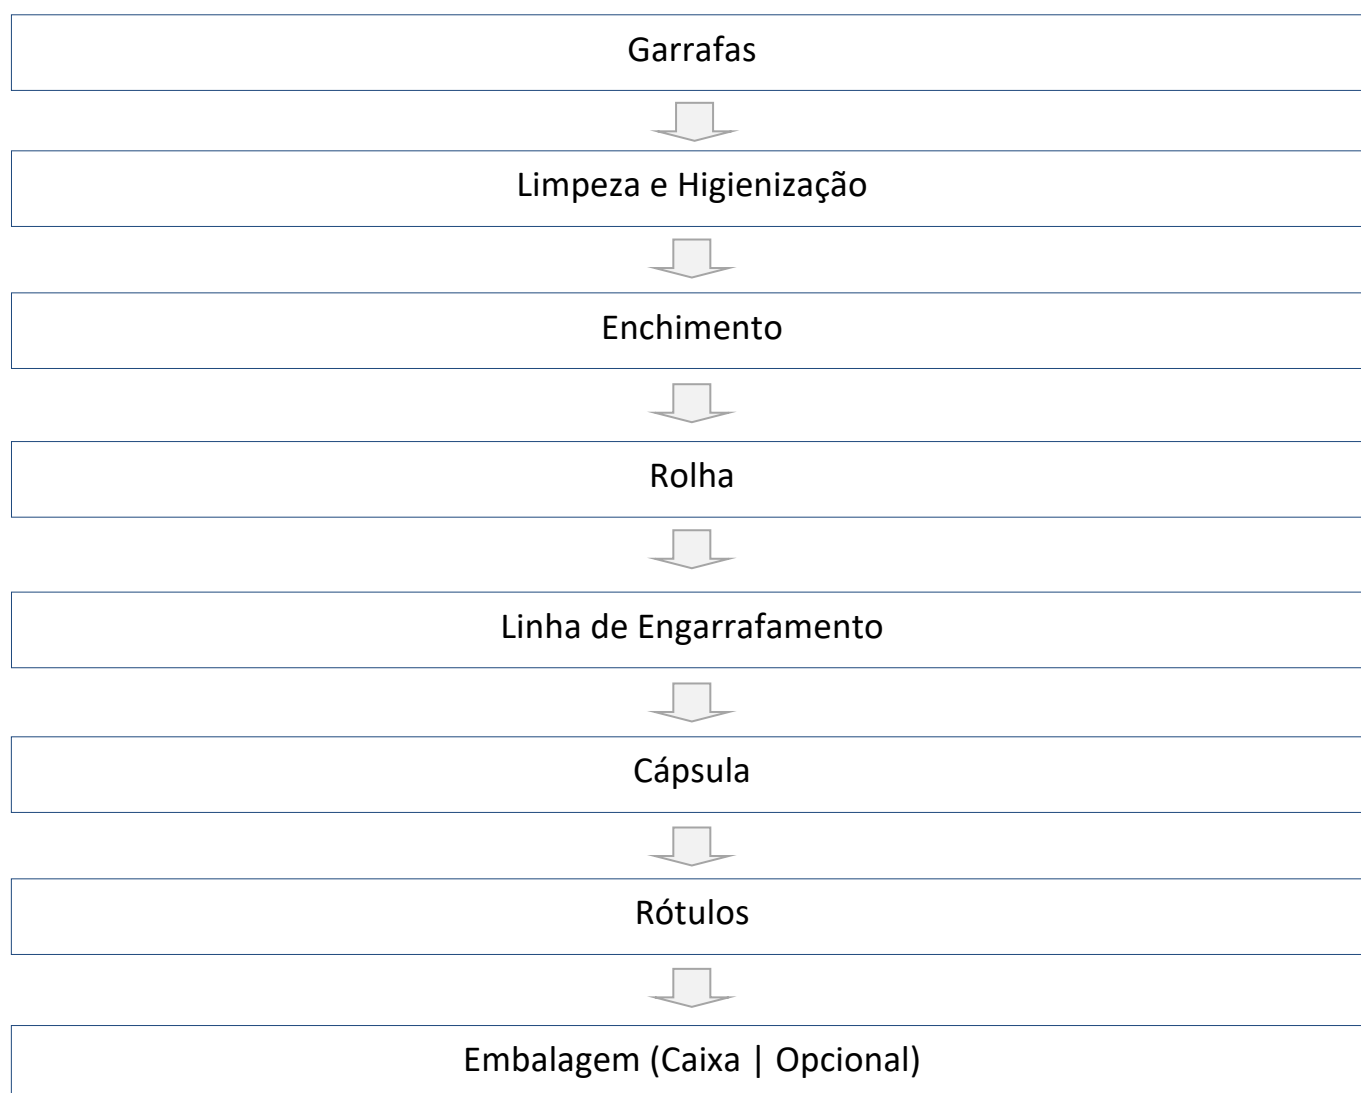 Garrafas
Limpeza e Higienização
Enchimento
Rolha
Linha de Engarrafamento
Cápsula
Rótulos
Embalagem (Caixa | Opcional)